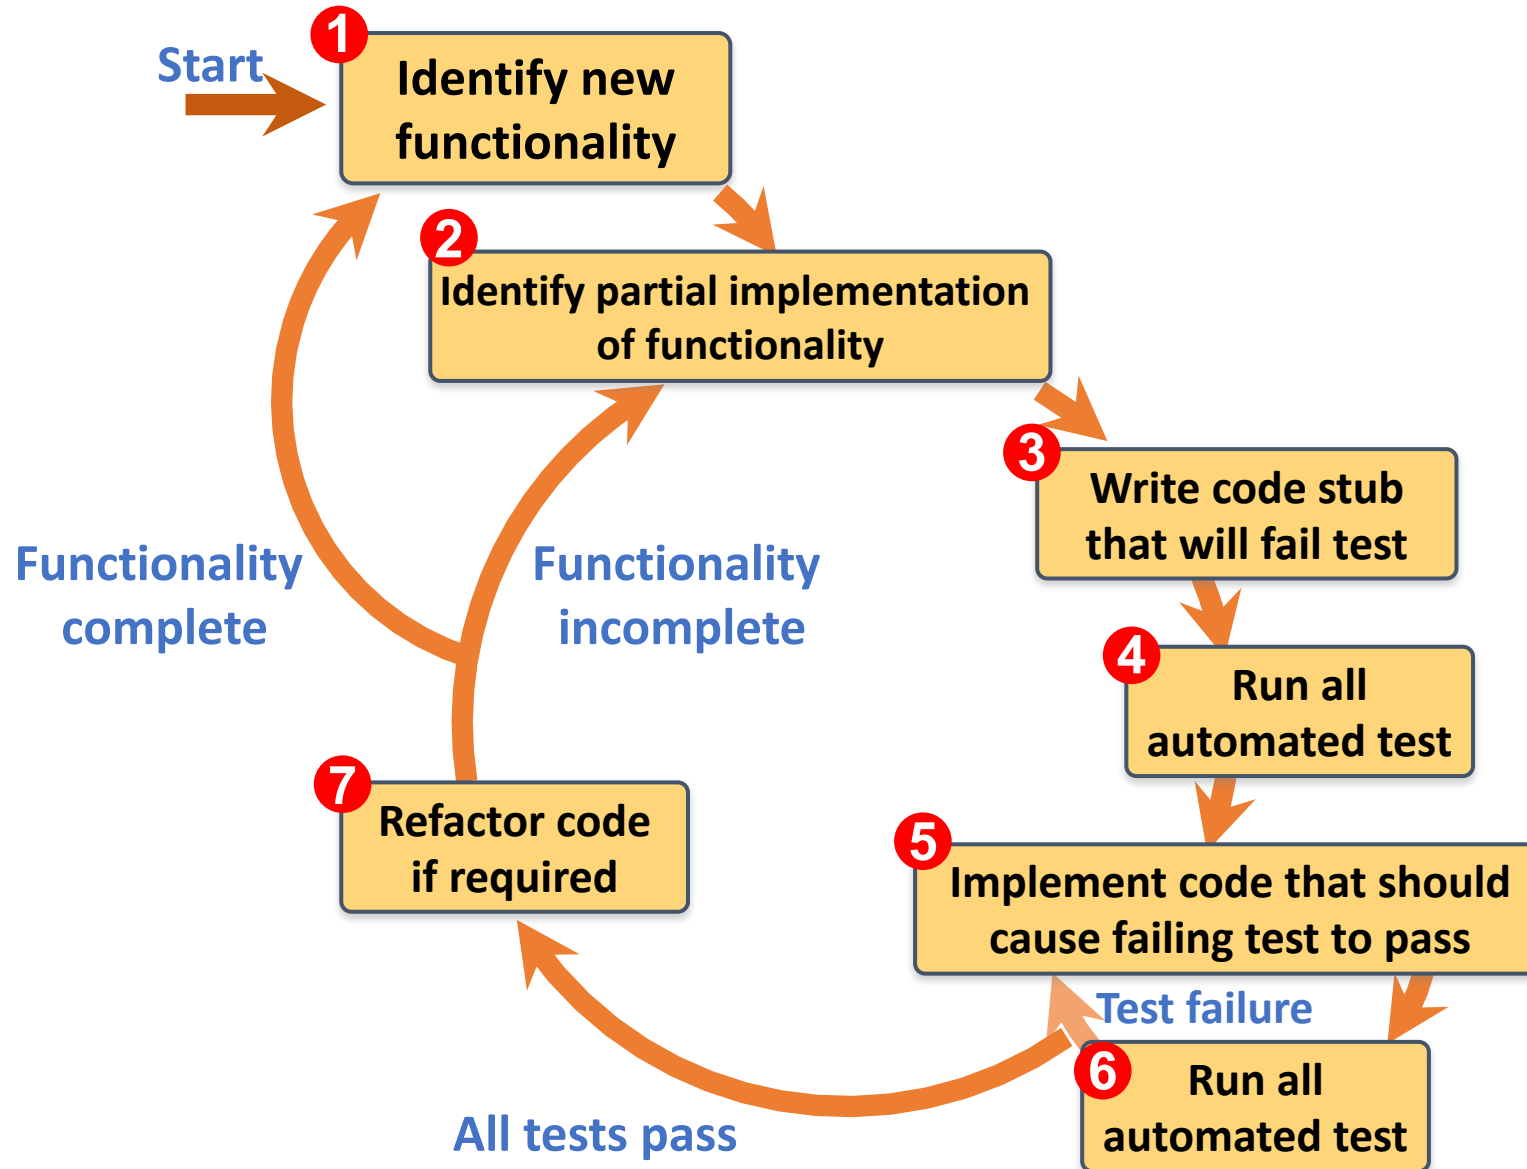 Start
1
Identify new
functionality
2
Identify partial implementation
of functionality
3
Write code stub
that will fail test
Functionality
complete
Functionality
incomplete
4
Run all
automated test
7
Refactor code
if required
5
Implement code that should
cause failing test to pass
Test failure
6
Run all
automated test
All tests pass